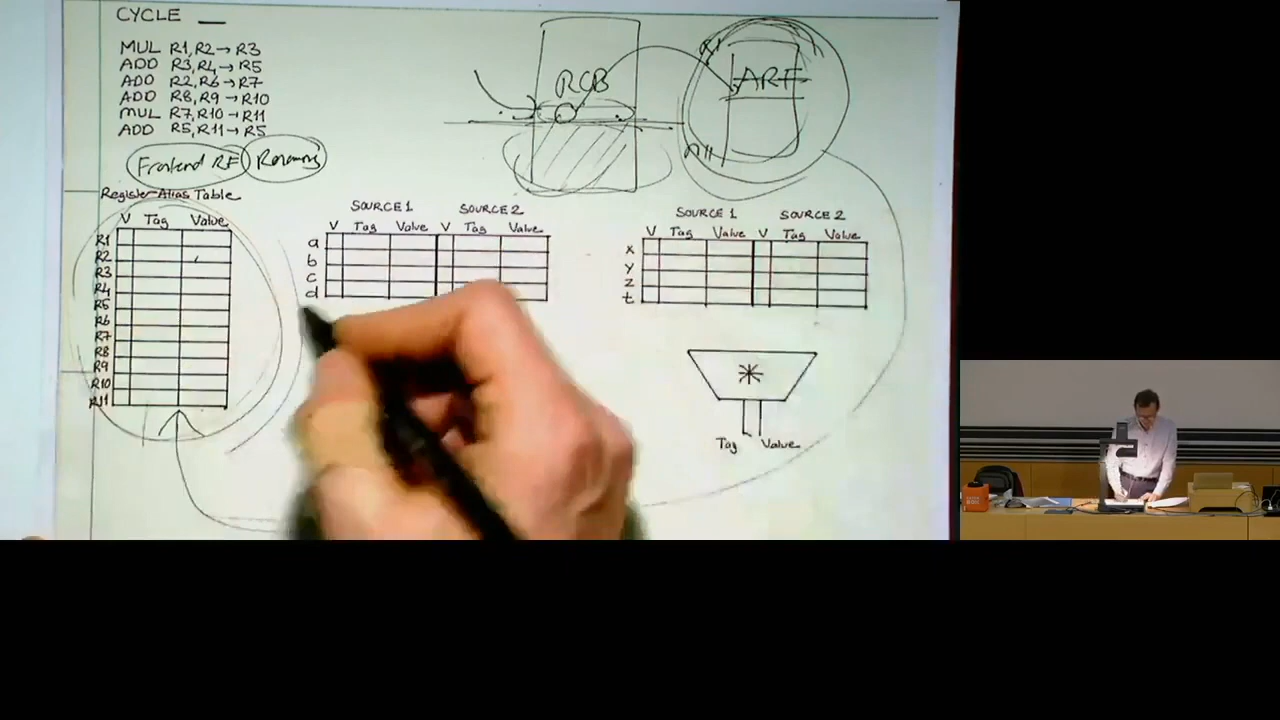 CYCLE __
MUL R1, R2 → R3
ADD R3, R4 → R5
ADD R2, R6 → R7
ADD R8, R9 → R10
MUL R7, R10 → R11
ADD R5, R11 → R5
ROB
ARF
Frontend RF
Renaming
Register Alias Table
V Tag Value
R1
R2
R3
R4
R5
R6
R7
R8
R9
R10
R11
SOURCE 1 SOURCE 2
V Tag Value V Tag Value
a
b
c
d
SOURCE 1 SOURCE 2
V Tag Value V Tag Value
x
y
z
t
*
Tag Value